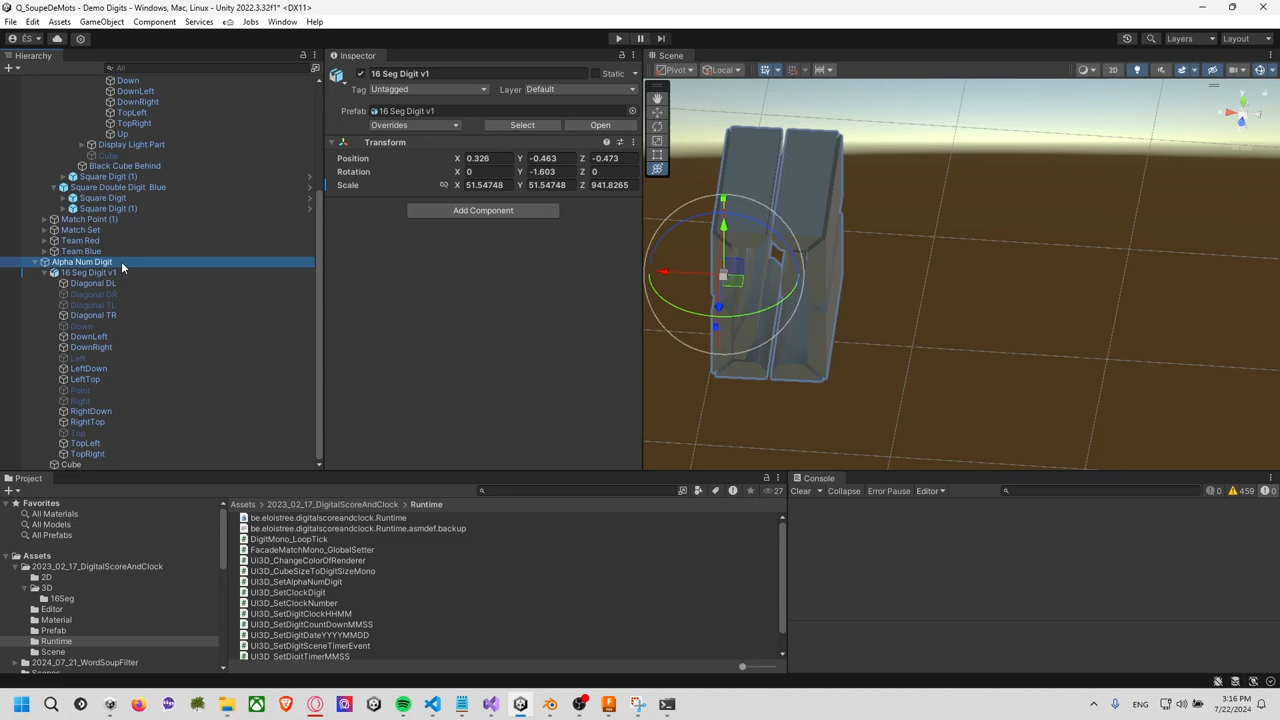 Q_SoupeDeMots - Demo Digits - Windows, Mac, Linux - Unity 2022.3.32f1* <DX11>
File Edit Assets GameObject Component Services Jobs Window Help
ÉS Layers Layout
Hierarchy
All
Down
DownLeft
DownRight
TopLeft
TopRight
Up
Display Light Part
Cube
Black Cube Behind
Square Digit (1)
Square Double Digit Blue
Square Digit
Square Digit (1)
Match Point (1)
Match Set
Team Red
Team Blue
Alpha Num Digit
16 Seg Digit v1
Diagonal DL
Diagonal DR
Diagonal TL
Diagonal TR
Down
DownLeft
DownRight
Left
LeftDown
LeftTop
Point
Right
RightDown
RightTop
Top
TopLeft
TopRight
Cube
Inspector
16 Seg Digit v1 Static
Tag Untagged Layer Default
Prefab 16 Seg Digit v1
Overrides Select Open
Transform
Position X 0.326 Y -0.463 Z -0.473
Rotation X 0 Y -1.603 Z 0
Scale X 51.54748 Y 51.54748 Z 941.8265
Add Component
Scene
Pivot Local 2D
Project
27
Favorites
All Materials
All Models
All Prefabs
Assets
2023_02_17_DigitalScoreAndClock
2D
3D
16Seg
Editor
Material
Prefab
Runtime
Scene
2024_07_21_WordSoupFilter
Scenes
Assets > 2023_02_17_DigitalScoreAndClock > Runtime
be.eloistree.digitalscoreandclock.Runtime
be.eloistree.digitalscoreandclock.Runtime.asmdef.backup
DigitMono_LoopTick
FacadeMatchMono_GlobalSetter
UI3D_ChangeColorOfRenderer
UI3D_CubeSizeToDigitSizeMono
UI3D_SetAlphaNumDigit
UI3D_SetClockDigit
UI3D_SetClockNumber
UI3D_SetDigitClockHHMM
UI3D_SetDigitCountDownMMSS
UI3D_SetDigitDateYYYYMMDD
UI3D_SetDigitSceneTimerEvent
UI3D_SetDigitTimerMMSS
Console
Clear Collapse Error Pause Editor 0 459 0
ENG 3:16 PM
7/22/2024